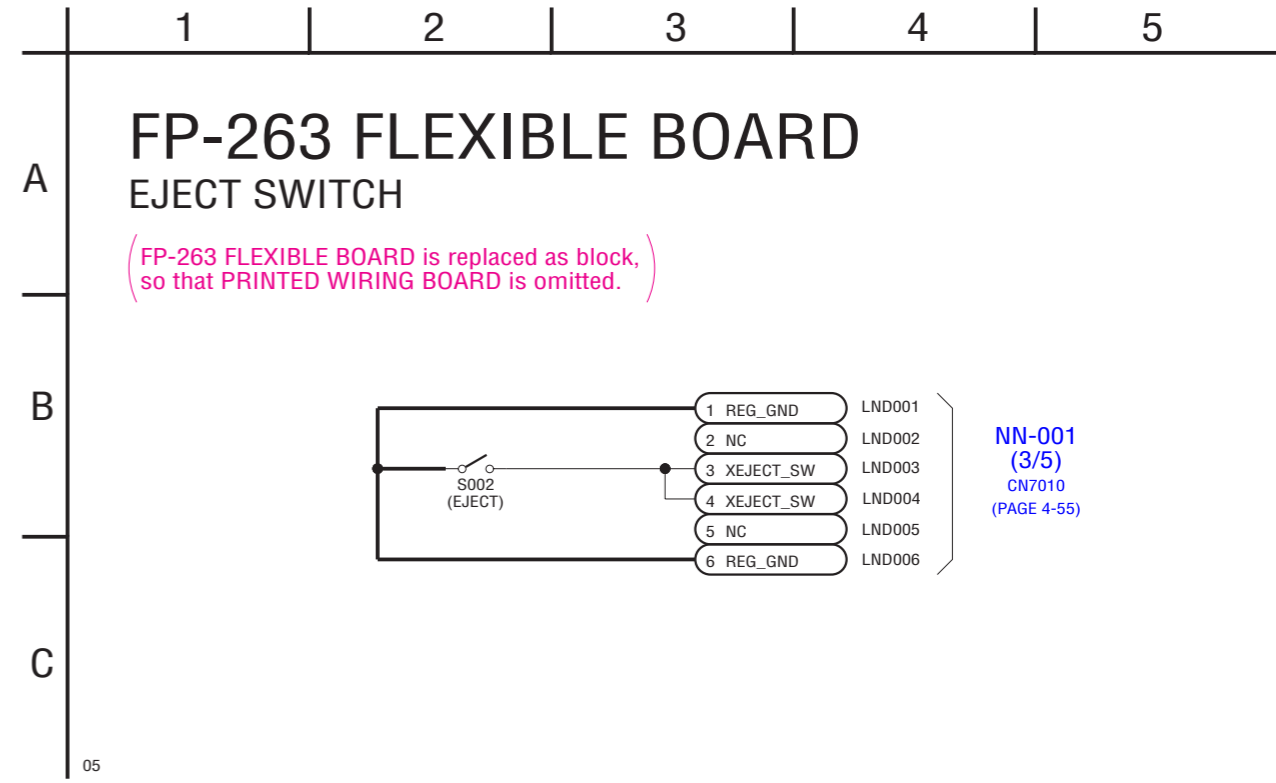 1 2 3 4 5
A
FP-263 FLEXIBLE BOARD
EJECT SWITCH
FP-263 FLEXIBLE BOARD is replaced as block,
so that PRINTED WIRING BOARD is omitted.
B
1 REG_GND LND001
2 NC LND002
3 XEJECT_SW LND003
4 XEJECT_SW LND004
5 NC LND005
6 REG_GND LND006
S002
(EJECT)
NN-001
(3/5)
CN7010
(PAGE 4-55)
C
05